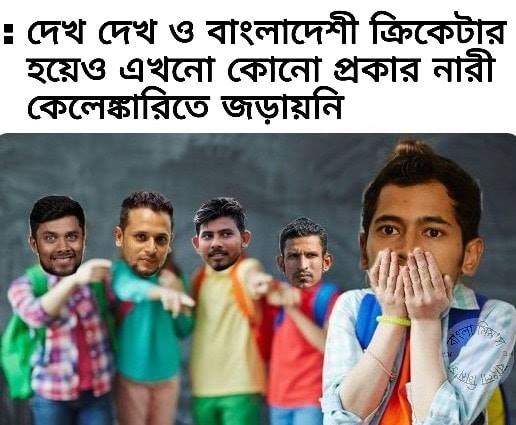 : দেখ দেখ ও বাংলাদেশী ক্রিকেটার
হয়েও এখনো কোনো প্রকার নারী
কেলেঙ্কারিতে জড়ায়নি